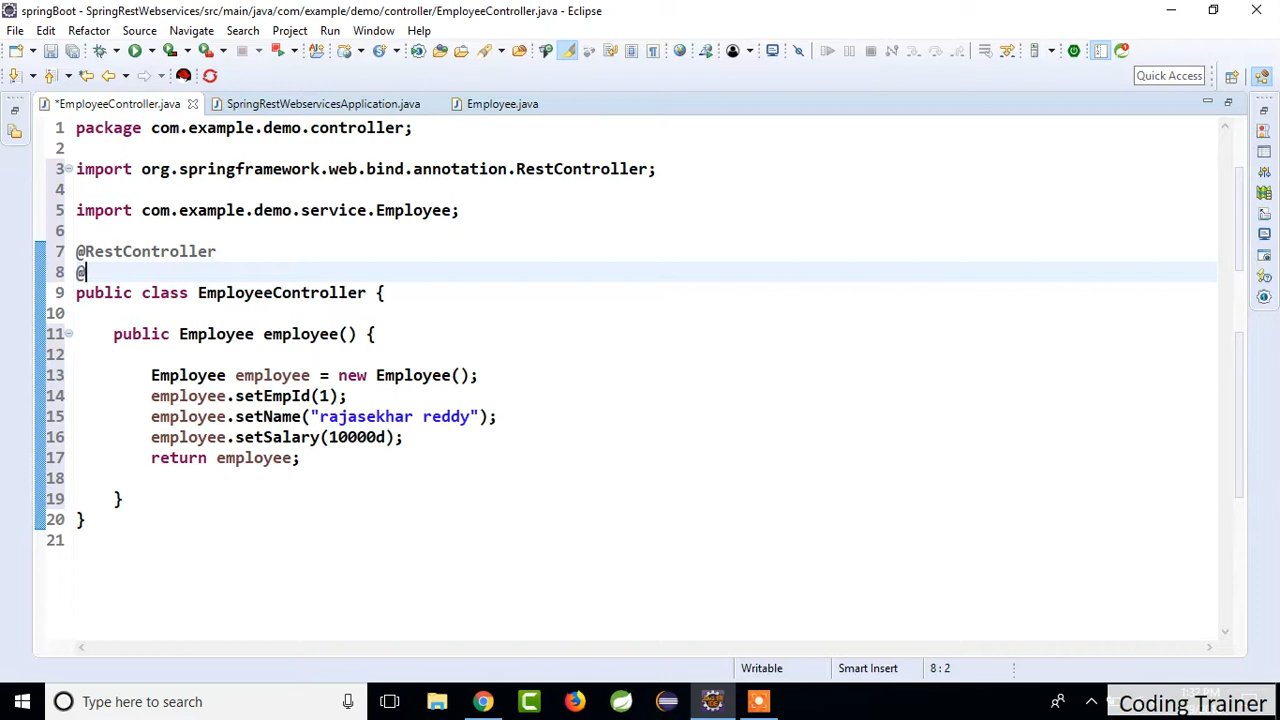 springBoot - SpringRestWebservices/src/main/java/com/example/demo/controller/EmployeeController.java - Eclipse
File Edit Refactor Source Navigate Search Project Run Window Help
Quick Access
*EmployeeController.java SpringRestWebservicesApplication.java Employee.java
1 package com.example.demo.controller;
2
3 import org.springframework.web.bind.annotation.RestController;
4
5 import com.example.demo.service.Employee;
6
7 @RestController
8 @
9 public class EmployeeController {
10
11 public Employee employee() {
12
13 Employee employee = new Employee();
14 employee.setEmpId(1);
15 employee.setName("rajasekhar reddy");
16 employee.setSalary(10000d);
17 return employee;
18
19 }
20 }
21
Writable Smart Insert 8 : 2
Type here to search
Coding Trainer